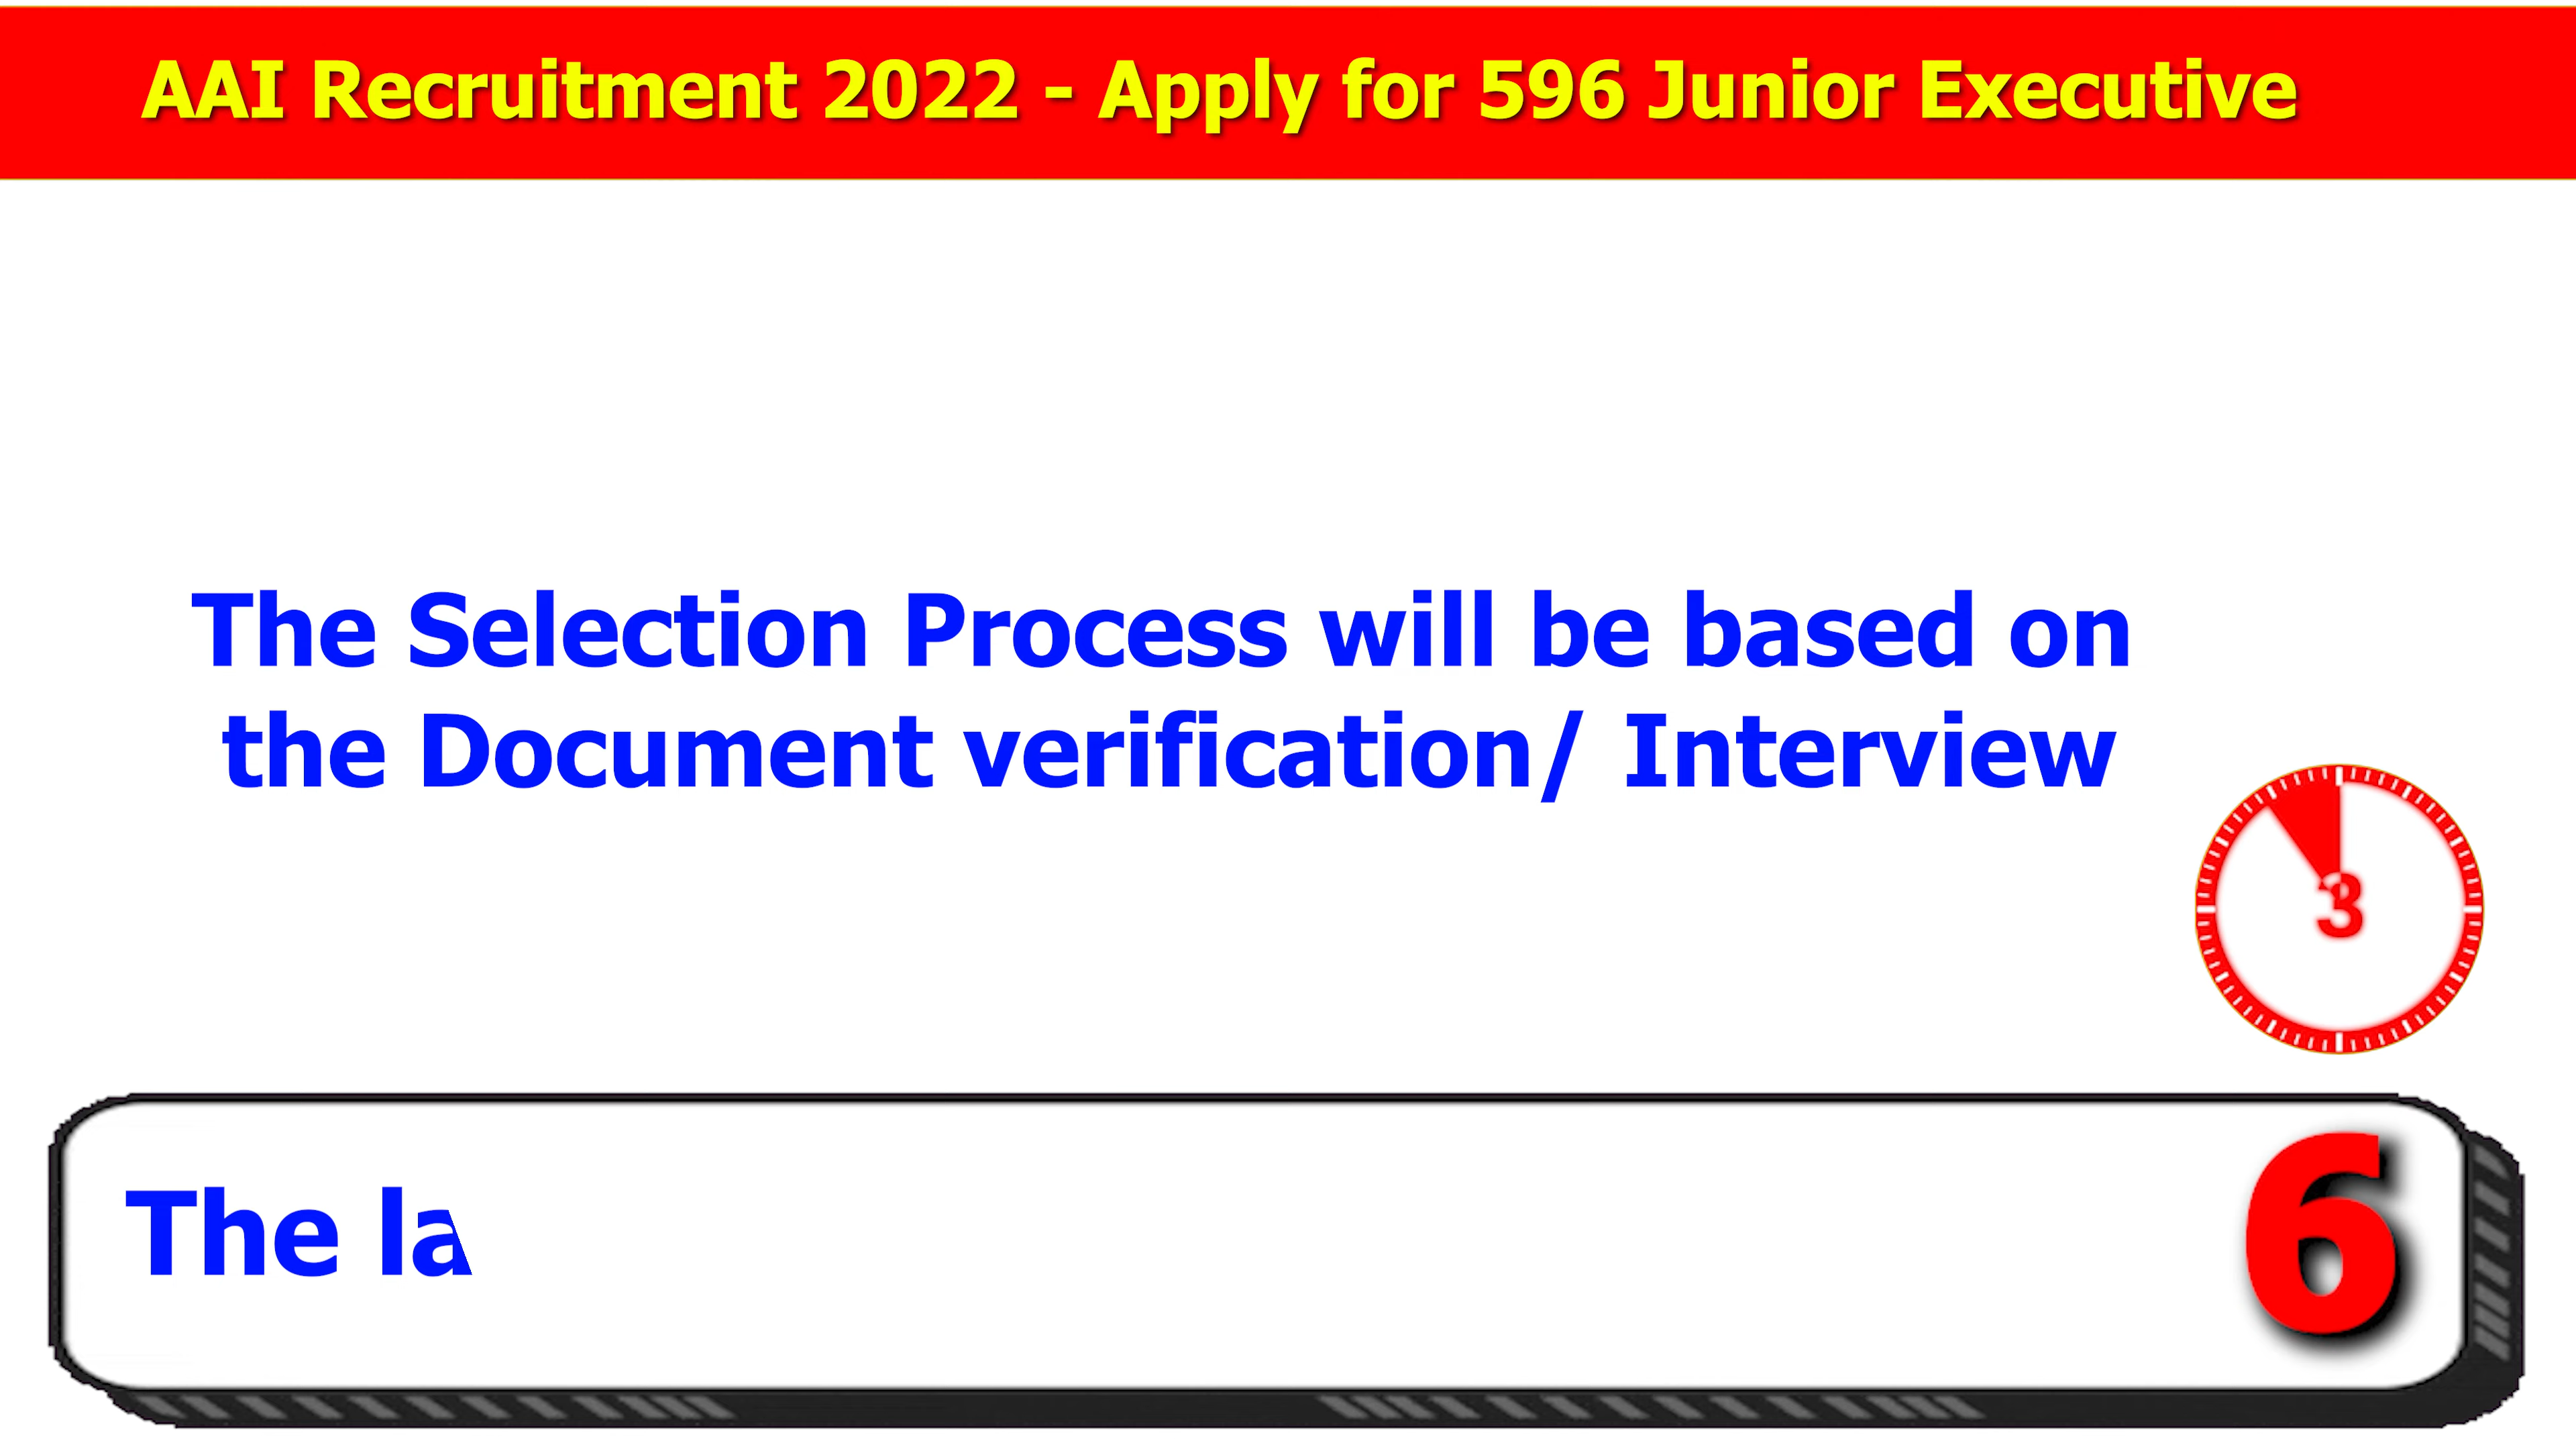 AAI Recruitment 2022 - Apply for 596 Junior Executive
The Selection Process will be based on
the Document verification/ Interview
3
The la
6